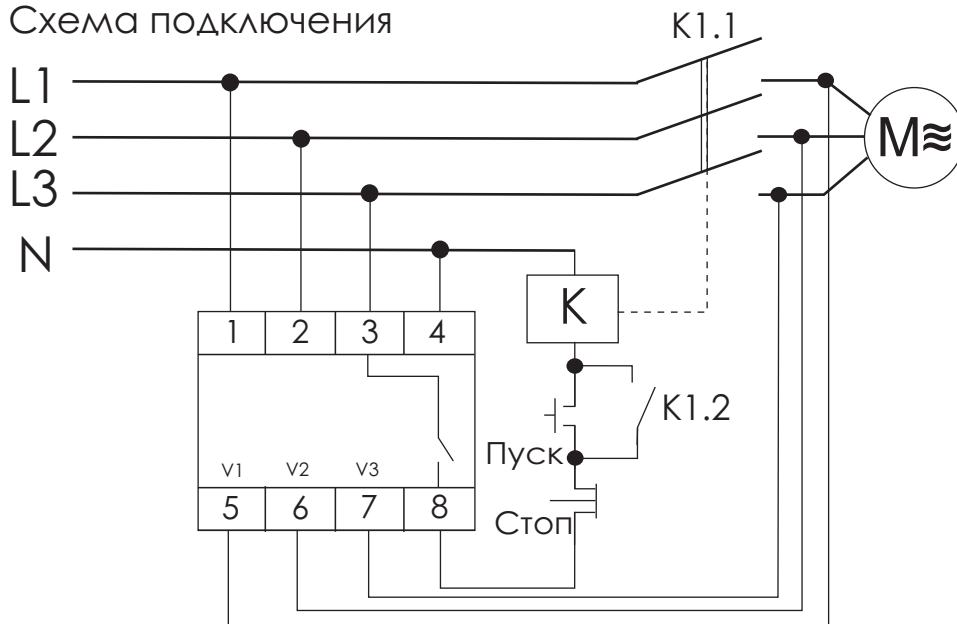 Схема подключения
K1.1
L1
L2
L3
N
M≋
K
1 2 3 4
K1.2
Пуск
V1 V2 V3
5 6 7 8
Стоп